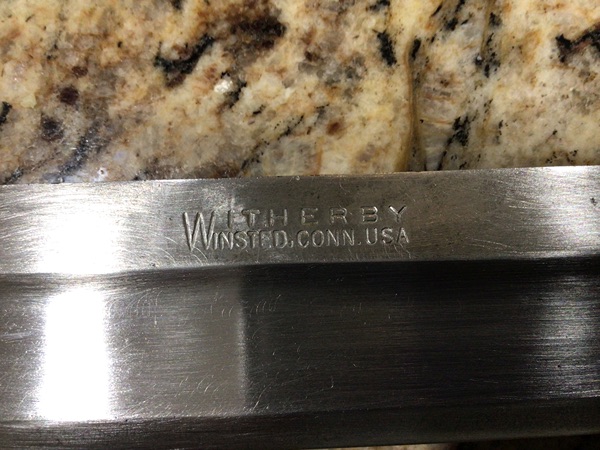 WITHERBY
WINSTED, CONN. USA